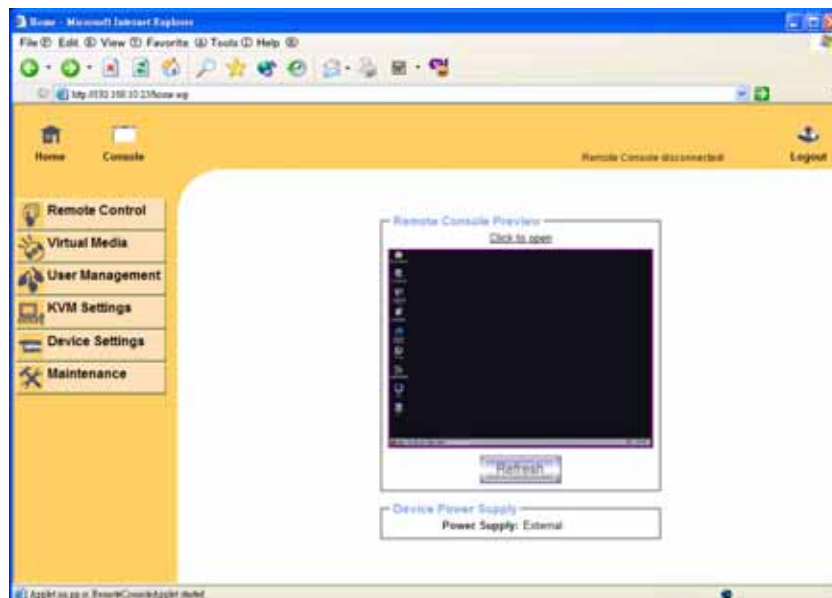 Home - Microsoft Internet Explorer
File (F) Edit (E) View (V) Favorite (A) Tools (T) Help (H)
Home
Console
Remote Console disconnected!
Logout
Remote Control
Virtual Media
User Management
KVM Settings
Device Settings
Maintenance
Remote Console Preview
Click to open
Refresh
Device Power Supply
Power Supply: External